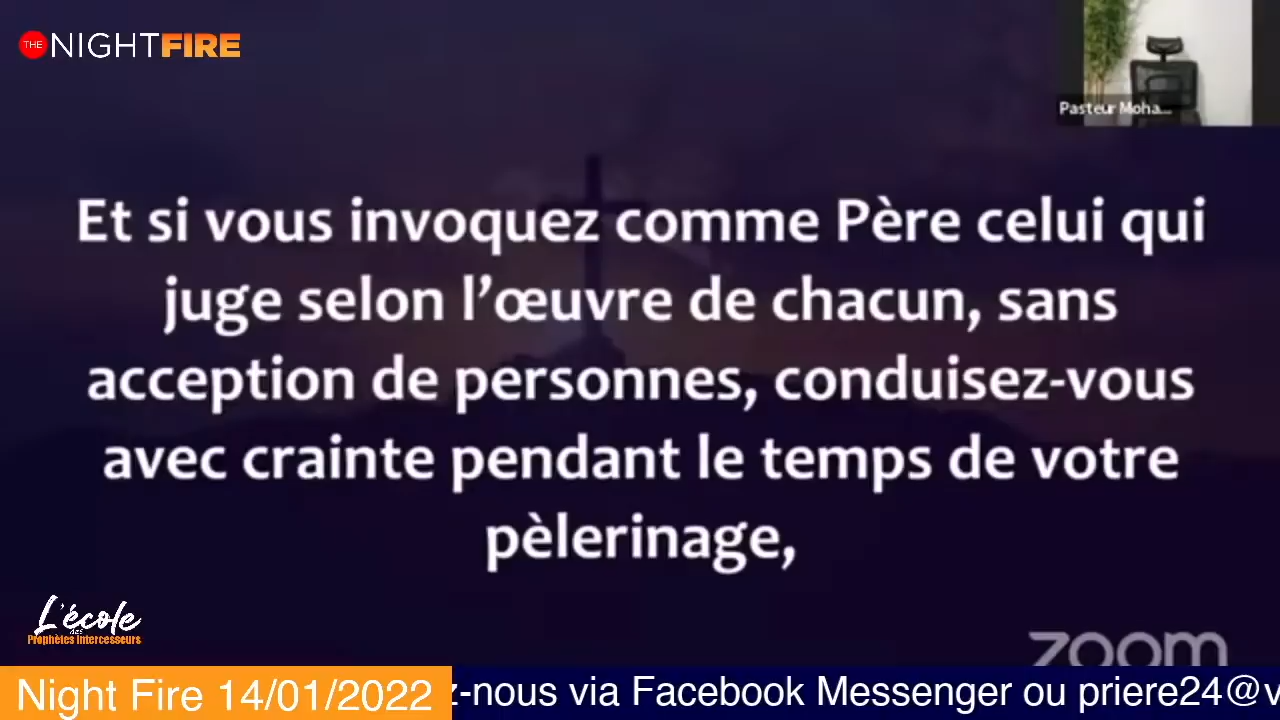 THE NIGHTFIRE
Pasteur Moha...
Et si vous invoquez comme Père celui qui
juge selon l’œuvre de chacun, sans
acception de personnes, conduisez-vous
avec crainte pendant le temps de votre
pèlerinage,
L'école
des
Prophètes Intercesseurs
zoom
Night Fire 14/01/2022
z-nous via Facebook Messenger ou priere24@v